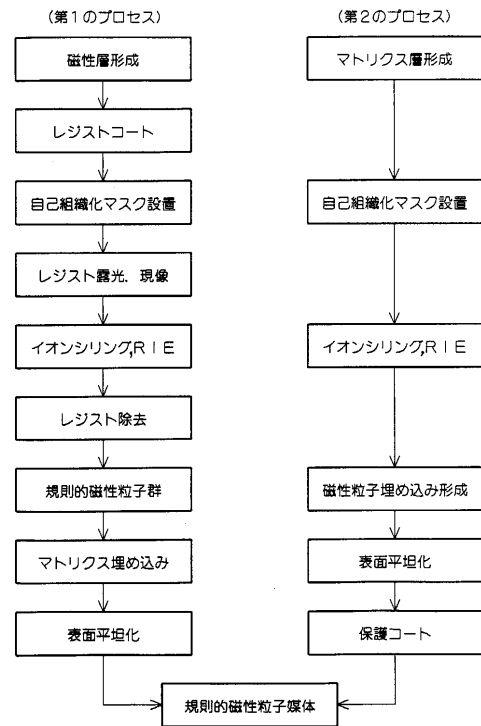 (第1のプロセス)
磁性層形成
レジストコート
自己組織化マスク設置
レジスト露光、現像
イオンシリング,RIE
レジスト除去
規則的磁性粒子群
マトリクス埋め込み
表面平坦化
(第2のプロセス)
マトリクス層形成
自己組織化マスク設置
イオンシリング,RIE
磁性粒子埋め込み形成
表面平坦化
保護コート
規則的磁性粒子媒体